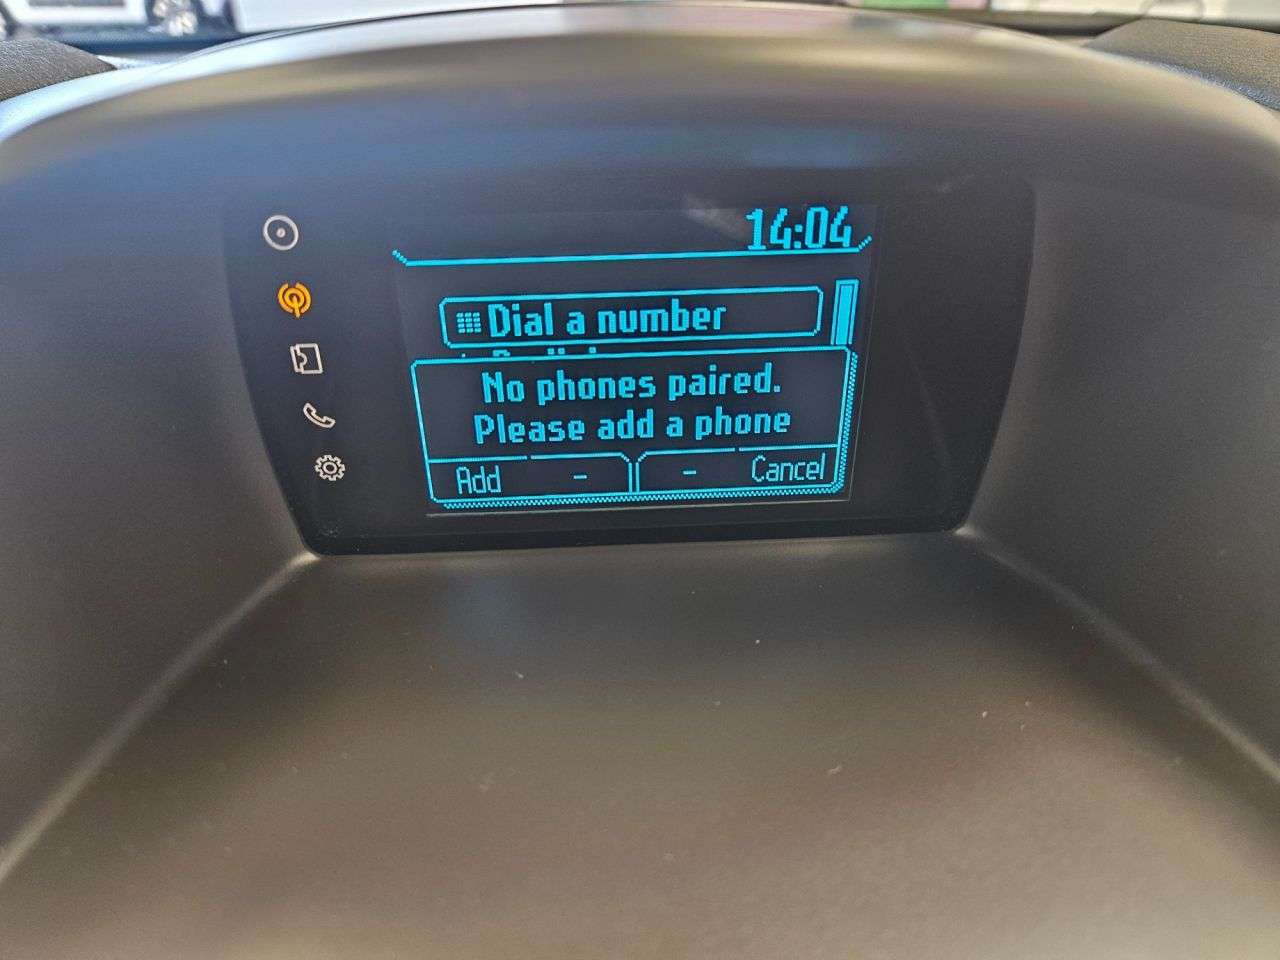 14:04
Dial a number
No phones paired.
Please add a phone
Add - - Cancel